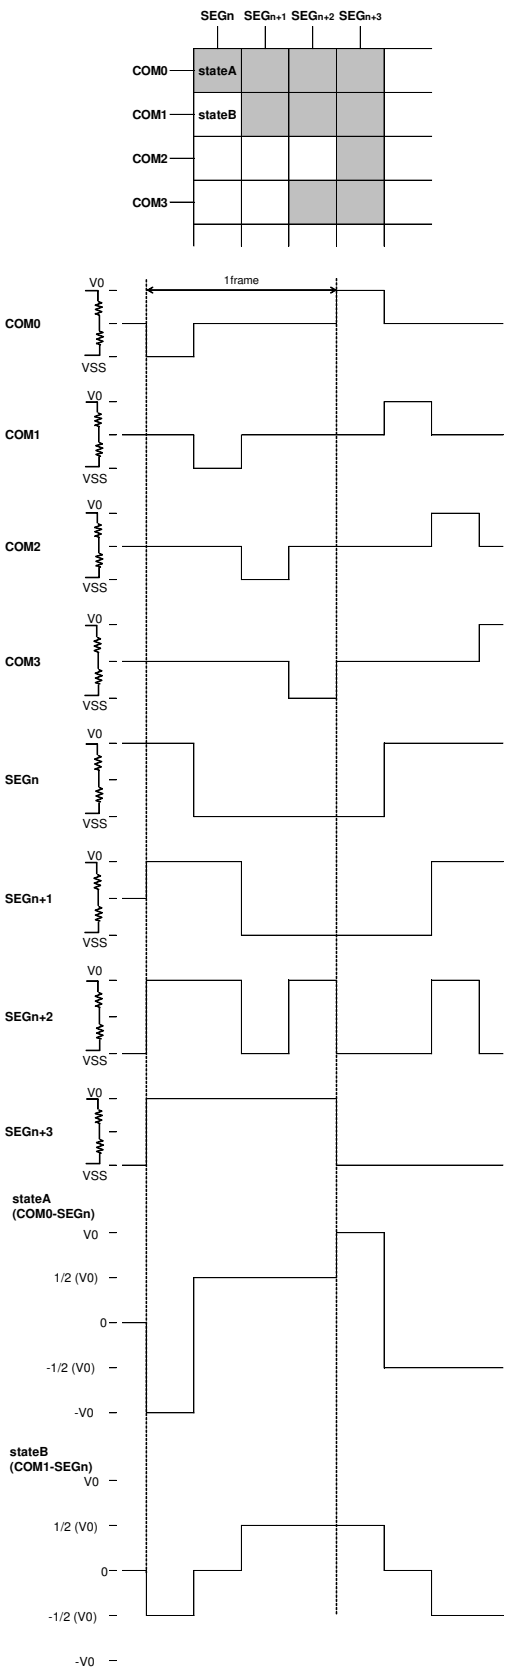 SEGn SEGn+1 SEGn+2 SEGn+3
COM0 stateA
COM1 stateB
COM2
COM3
1frame
V0
COM0
VSS
V0
COM1
VSS
V0
COM2
VSS
V0
COM3
VSS
V0
SEGn
VSS
V0
SEGn+1
VSS
V0
SEGn+2
VSS
V0
SEGn+3
VSS
stateA
(COM0-SEGn)
V0
1/2 (V0)
0
-1/2 (V0)
-V0
stateB
(COM1-SEGn)
V0
1/2 (V0)
0
-1/2 (V0)
-V0